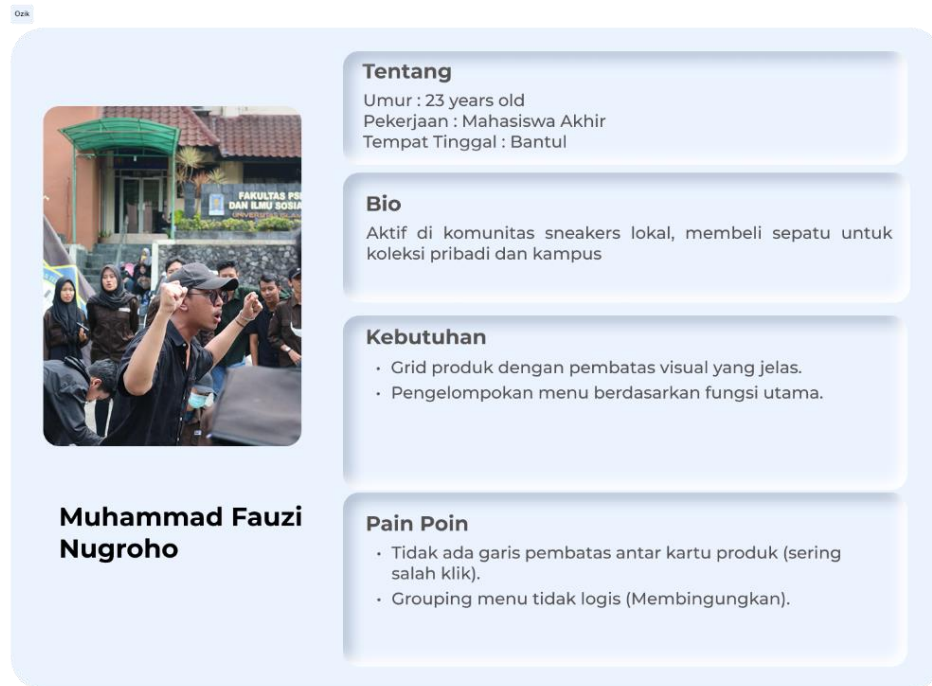 Ozik
Tentang
Umur : 23 years old
Pekerjaan : Mahasiswa Akhir
Tempat Tinggal : Bantul
FAKULTAS
DAN ILMU
Bio
Aktif di komunitas sneakers lokal, membeli sepatu untuk
koleksi pribadi dan kampus
Kebutuhan
• Grid produk dengan pembatas visual yang jelas.
• Pengelompokan menu berdasarkan fungsi utama.
Muhammad Fauzi
Nugroho
Pain Poin
• Tidak ada garis pembatas antar kartu produk (sering
salah klik).
• Grouping menu tidak logis (Membingungkan).